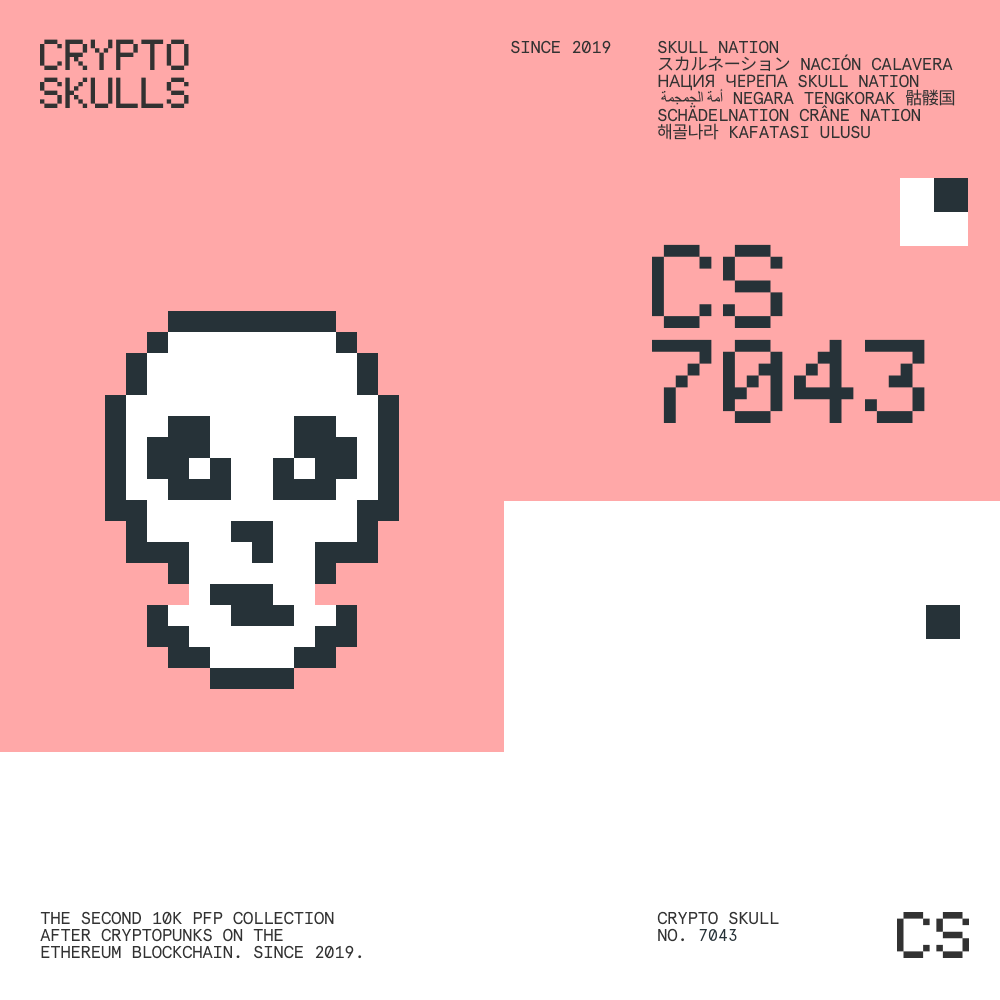 CRYPTO
SKULLS
SINCE 2019
SKULL NATION
スカルネーション NACIÓN CALAVERA
НАЦИЯ ЧЕРЕПА SKULL NATION
أمة الجمجمة NEGARA TENGKORAK 骷髅国
SCHÄDELNATION CRÂNE NATION
해골나라 KAFATASI ULUSU
CS
7043
THE SECOND 10K PFP COLLECTION
AFTER CRYPTOPUNKS ON THE
ETHEREUM BLOCKCHAIN. SINCE 2019.
CRYPTO SKULL
NO. 7043
CS